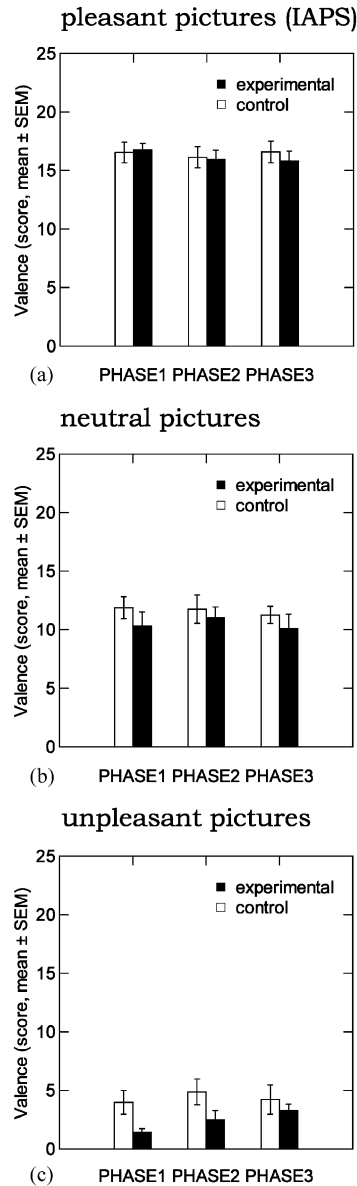 pleasant pictures (IAPS)
25
20
15
10
5
0
Valence (score, mean ± SEM)
experimental
control
(a)
PHASE1 PHASE2 PHASE3
neutral pictures
25
20
15
10
5
0
Valence (score, mean ± SEM)
experimental
control
(b)
PHASE1 PHASE2 PHASE3
unpleasant pictures
25
20
15
10
5
0
Valence (score, mean ± SEM)
experimental
control
(c)
PHASE1 PHASE2 PHASE3